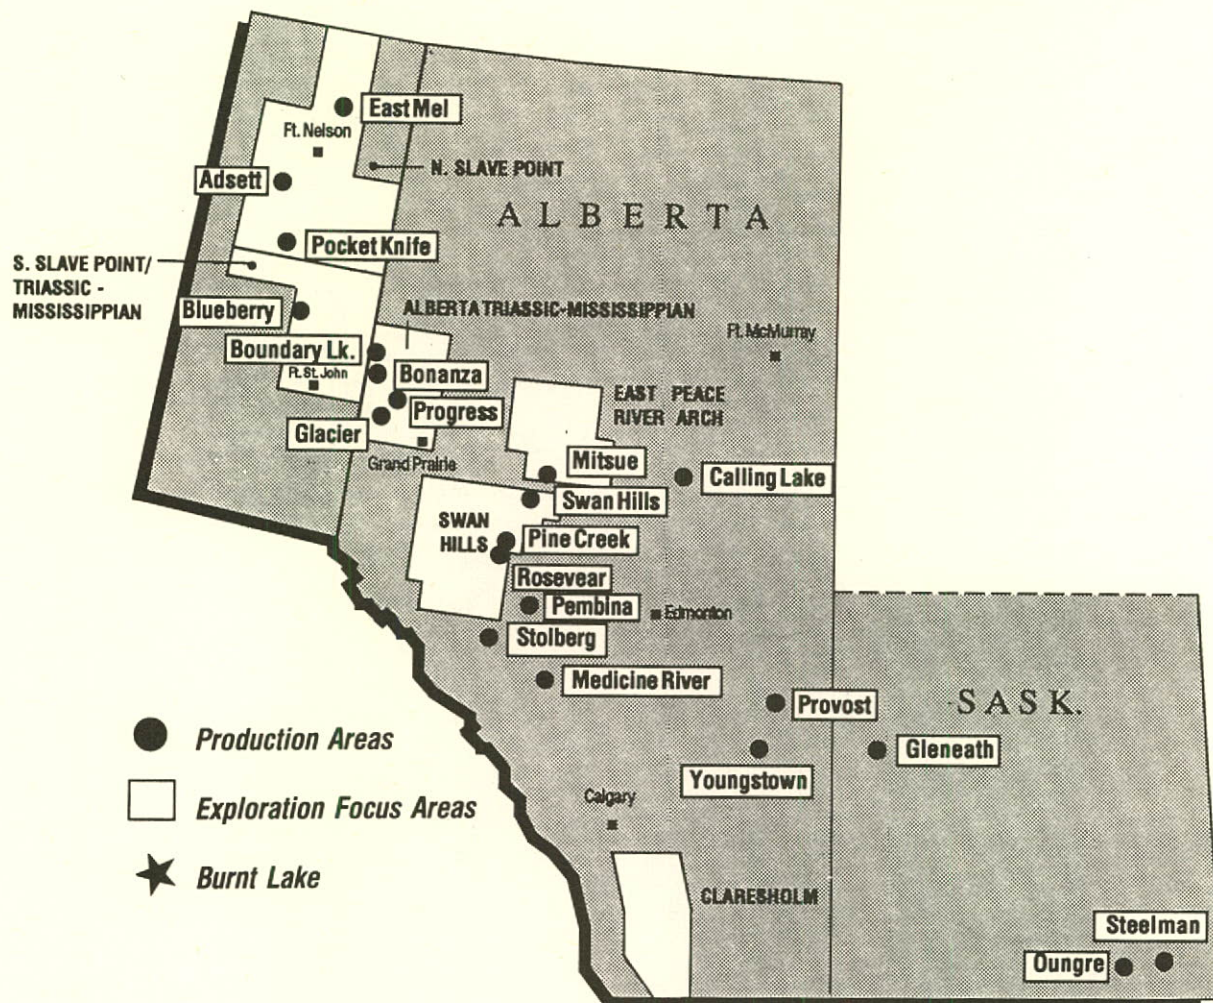 East Mel
Ft. Nelson
N. SLAVE POINT
Adsett
ALBERTA
Pocket Knife
S. SLAVE POINT/
TRIASSIC -
MISSISSIPPIAN
Blueberry
ALBERTA TRIASSIC-MISSISSIPPIAN
Ft. McMurray
Boundary Lk.
Ft. St. John
Bonanza
EAST PEACE
RIVER ARCH
Progress
Glacier
Grand Prairie
Mitsue
Calling Lake
Swan Hills
SWAN
HILLS
Pine Creek
Rosevear
Pembina
Edmonton
Stolberg
Medicine River
Provost
SASK.
Production Areas
Gleneath
Youngstown
Calgary
Exploration Focus Areas
Burnt Lake
CLARESHOLM
Steelman
Oungre